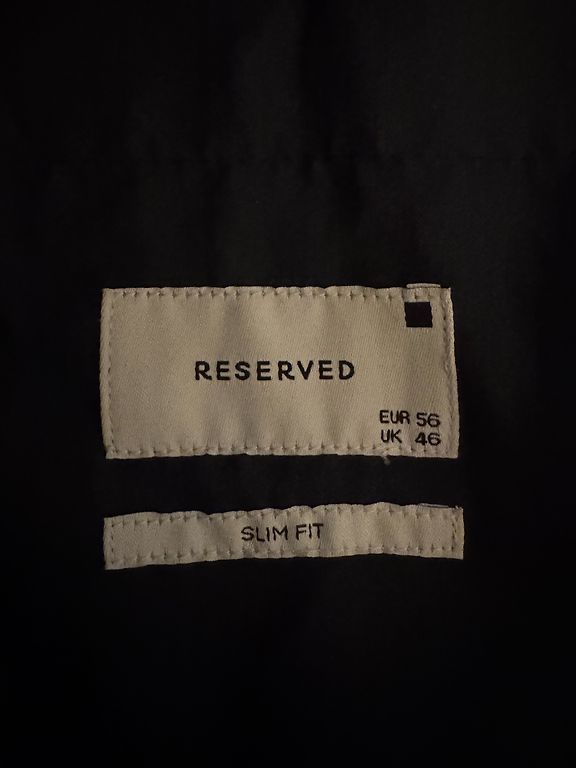 RESERVED
EUR 56
UK 46
SLIM FIT